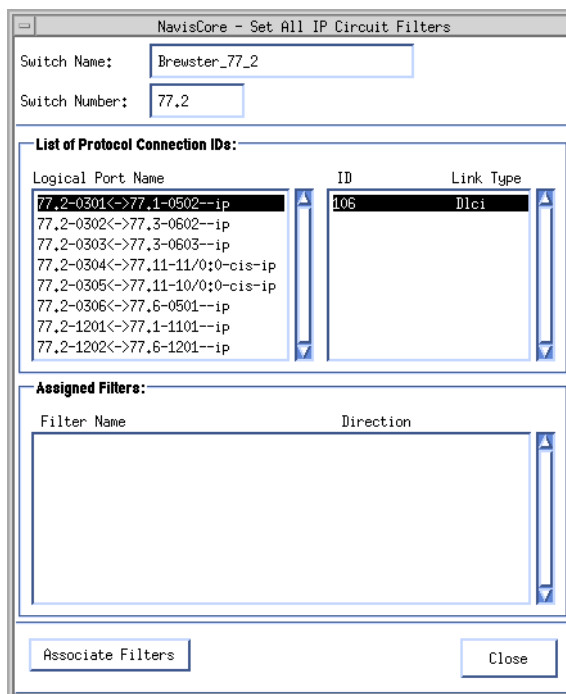 NavisCore - Set All IP Circuit Filters
Switch Name: Brewster_77_2
Switch Number: 77.2
List of Protocol Connection IDs:
Logical Port Name ID Link Type
77.2-0301<->77.1-0502--ip 106 Dlci
77.2-0302<->77.3-0602--ip
77.2-0303<->77.3-0603--ip
77.2-0304<->77.11-11/0:0-cis-ip
77.2-0305<->77.11-10/0:0-cis-ip
77.2-0306<->77.6-0501--ip
77.2-1201<->77.1-1101--ip
77.2-1202<->77.6-1201--ip
Assigned Filters:
Filter Name Direction
Associate Filters Close